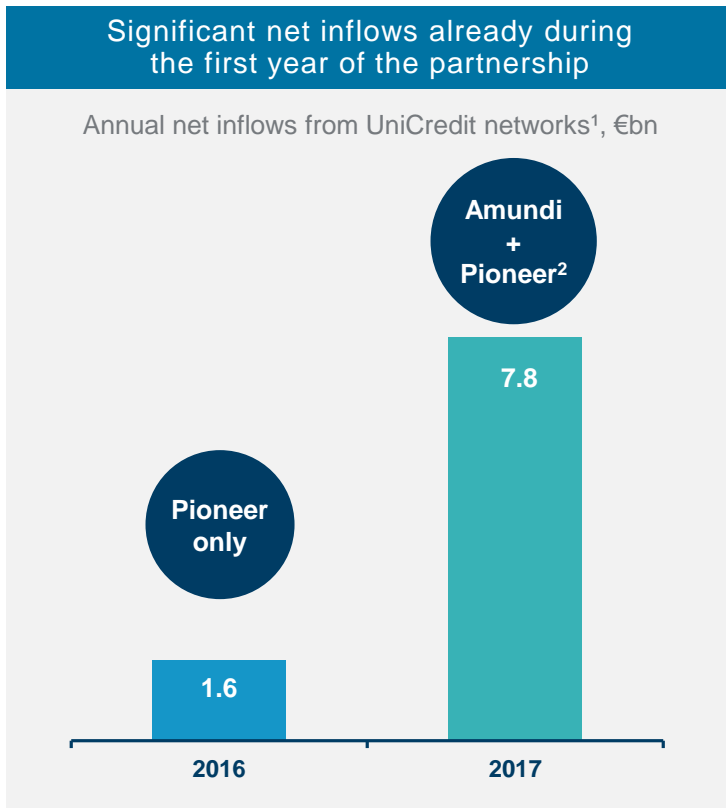 Significant net inflows already during
the first year of the partnership
Annual net inflows from UniCredit networks¹, €bn
Amundi
+
Pioneer²
7.8
Pioneer
only
1.6
2016
2017